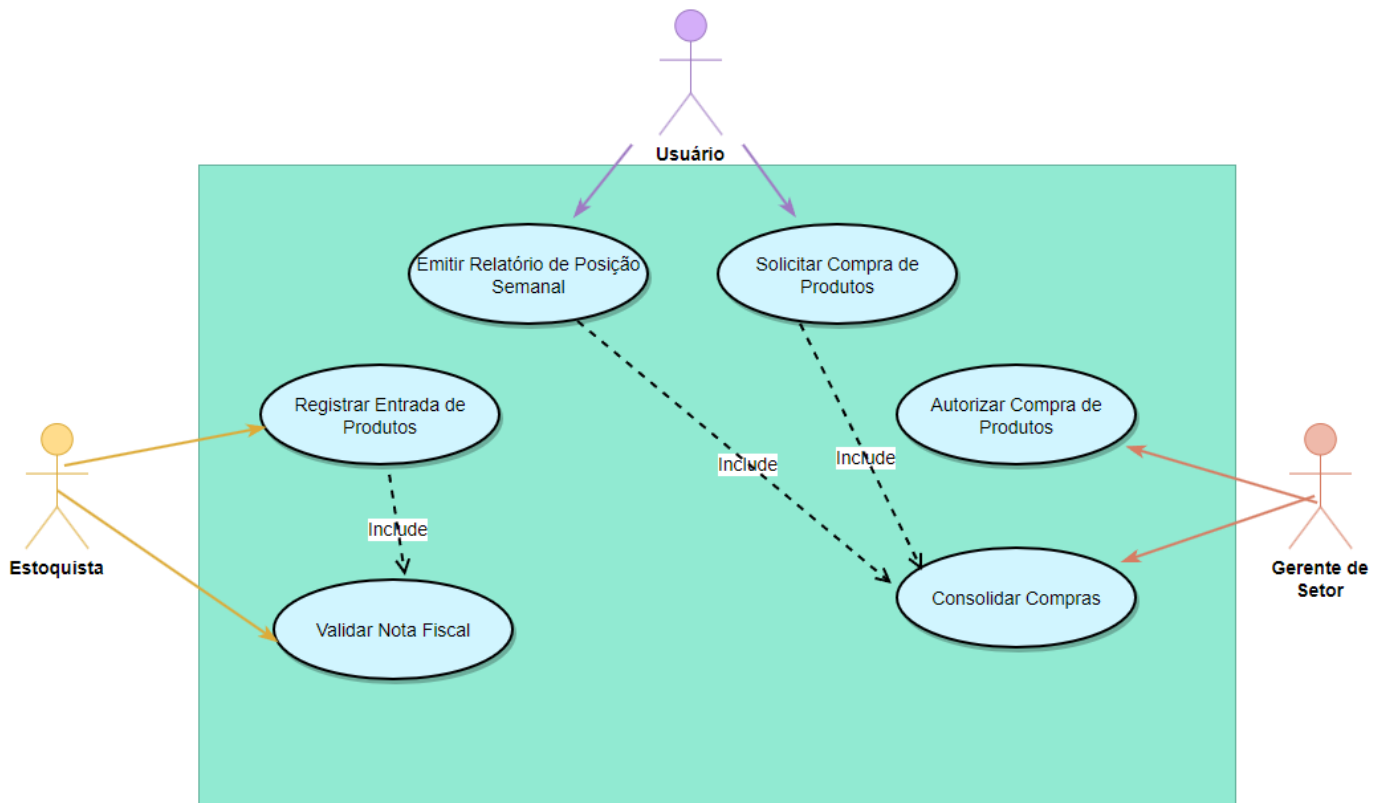 Usuário
Emitir Relatório de Posição
Semanal
Solicitar Compra de
Produtos
Registrar Entrada de
Produtos
Autorizar Compra de
Produtos
Include
Include
Include
Estoquista
Gerente de
Setor
Validar Nota Fiscal
Consolidar Compras